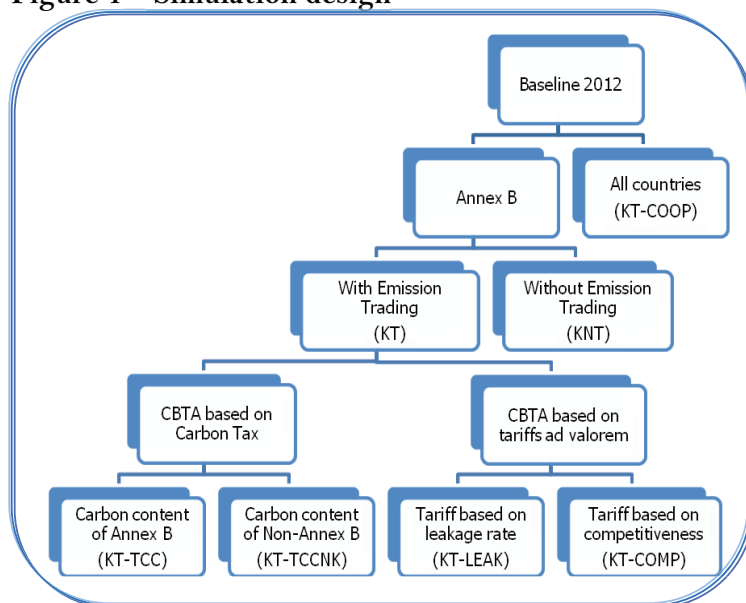 Figure 1 – Simulation design
Baseline 2012
Annex B
All countries
(KT-COOP)
With Emission
Trading
(KT)
Without Emission
Trading
(KNT)
CBTA based on
Carbon Tax
CBTA based on
tariffs ad valorem
Carbon content
of Annex B
(KT-TCC)
Carbon content
of Non-Annex B
(KT-TCCNK)
Tariff based on
leakage rate
(KT-LEAK)
Tariff based on
competitiveness
(KT-COMP)